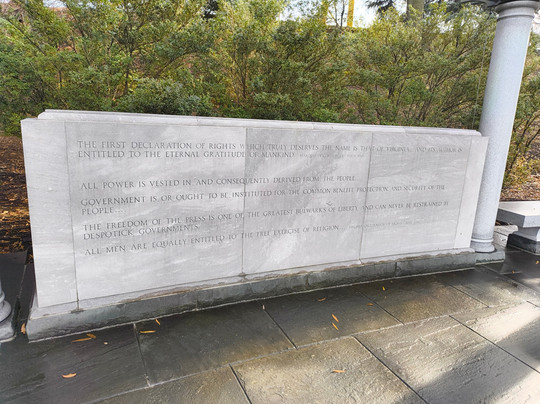 THE FIRST DECLARATION OF RIGHTS WHICH TRULY DESERVES THE NAME IS THAT OF VIRGINIA... AND ITS AUTHOR IS
ENTITLED TO THE ETERNAL GRATITUDE OF MANKIND.
ALL POWER IS VESTED IN AND CONSEQUENTLY DERIVED FROM THE PEOPLE...
GOVERNMENT IS OR OUGHT TO BE INSTITUTED FOR THE COMMON BENEFIT, PROTECTION AND SECURITY OF THE
PEOPLE...
THE FREEDOM OF THE PRESS IS ONE OF THE GREATEST BULWARKS OF LIBERTY AND CAN NEVER BE RESTRAINED BY
DESPOTICK GOVERNMENTS.
ALL MEN ARE EQUALLY ENTITLED TO THE FREE EXERCISE OF RELIGION...